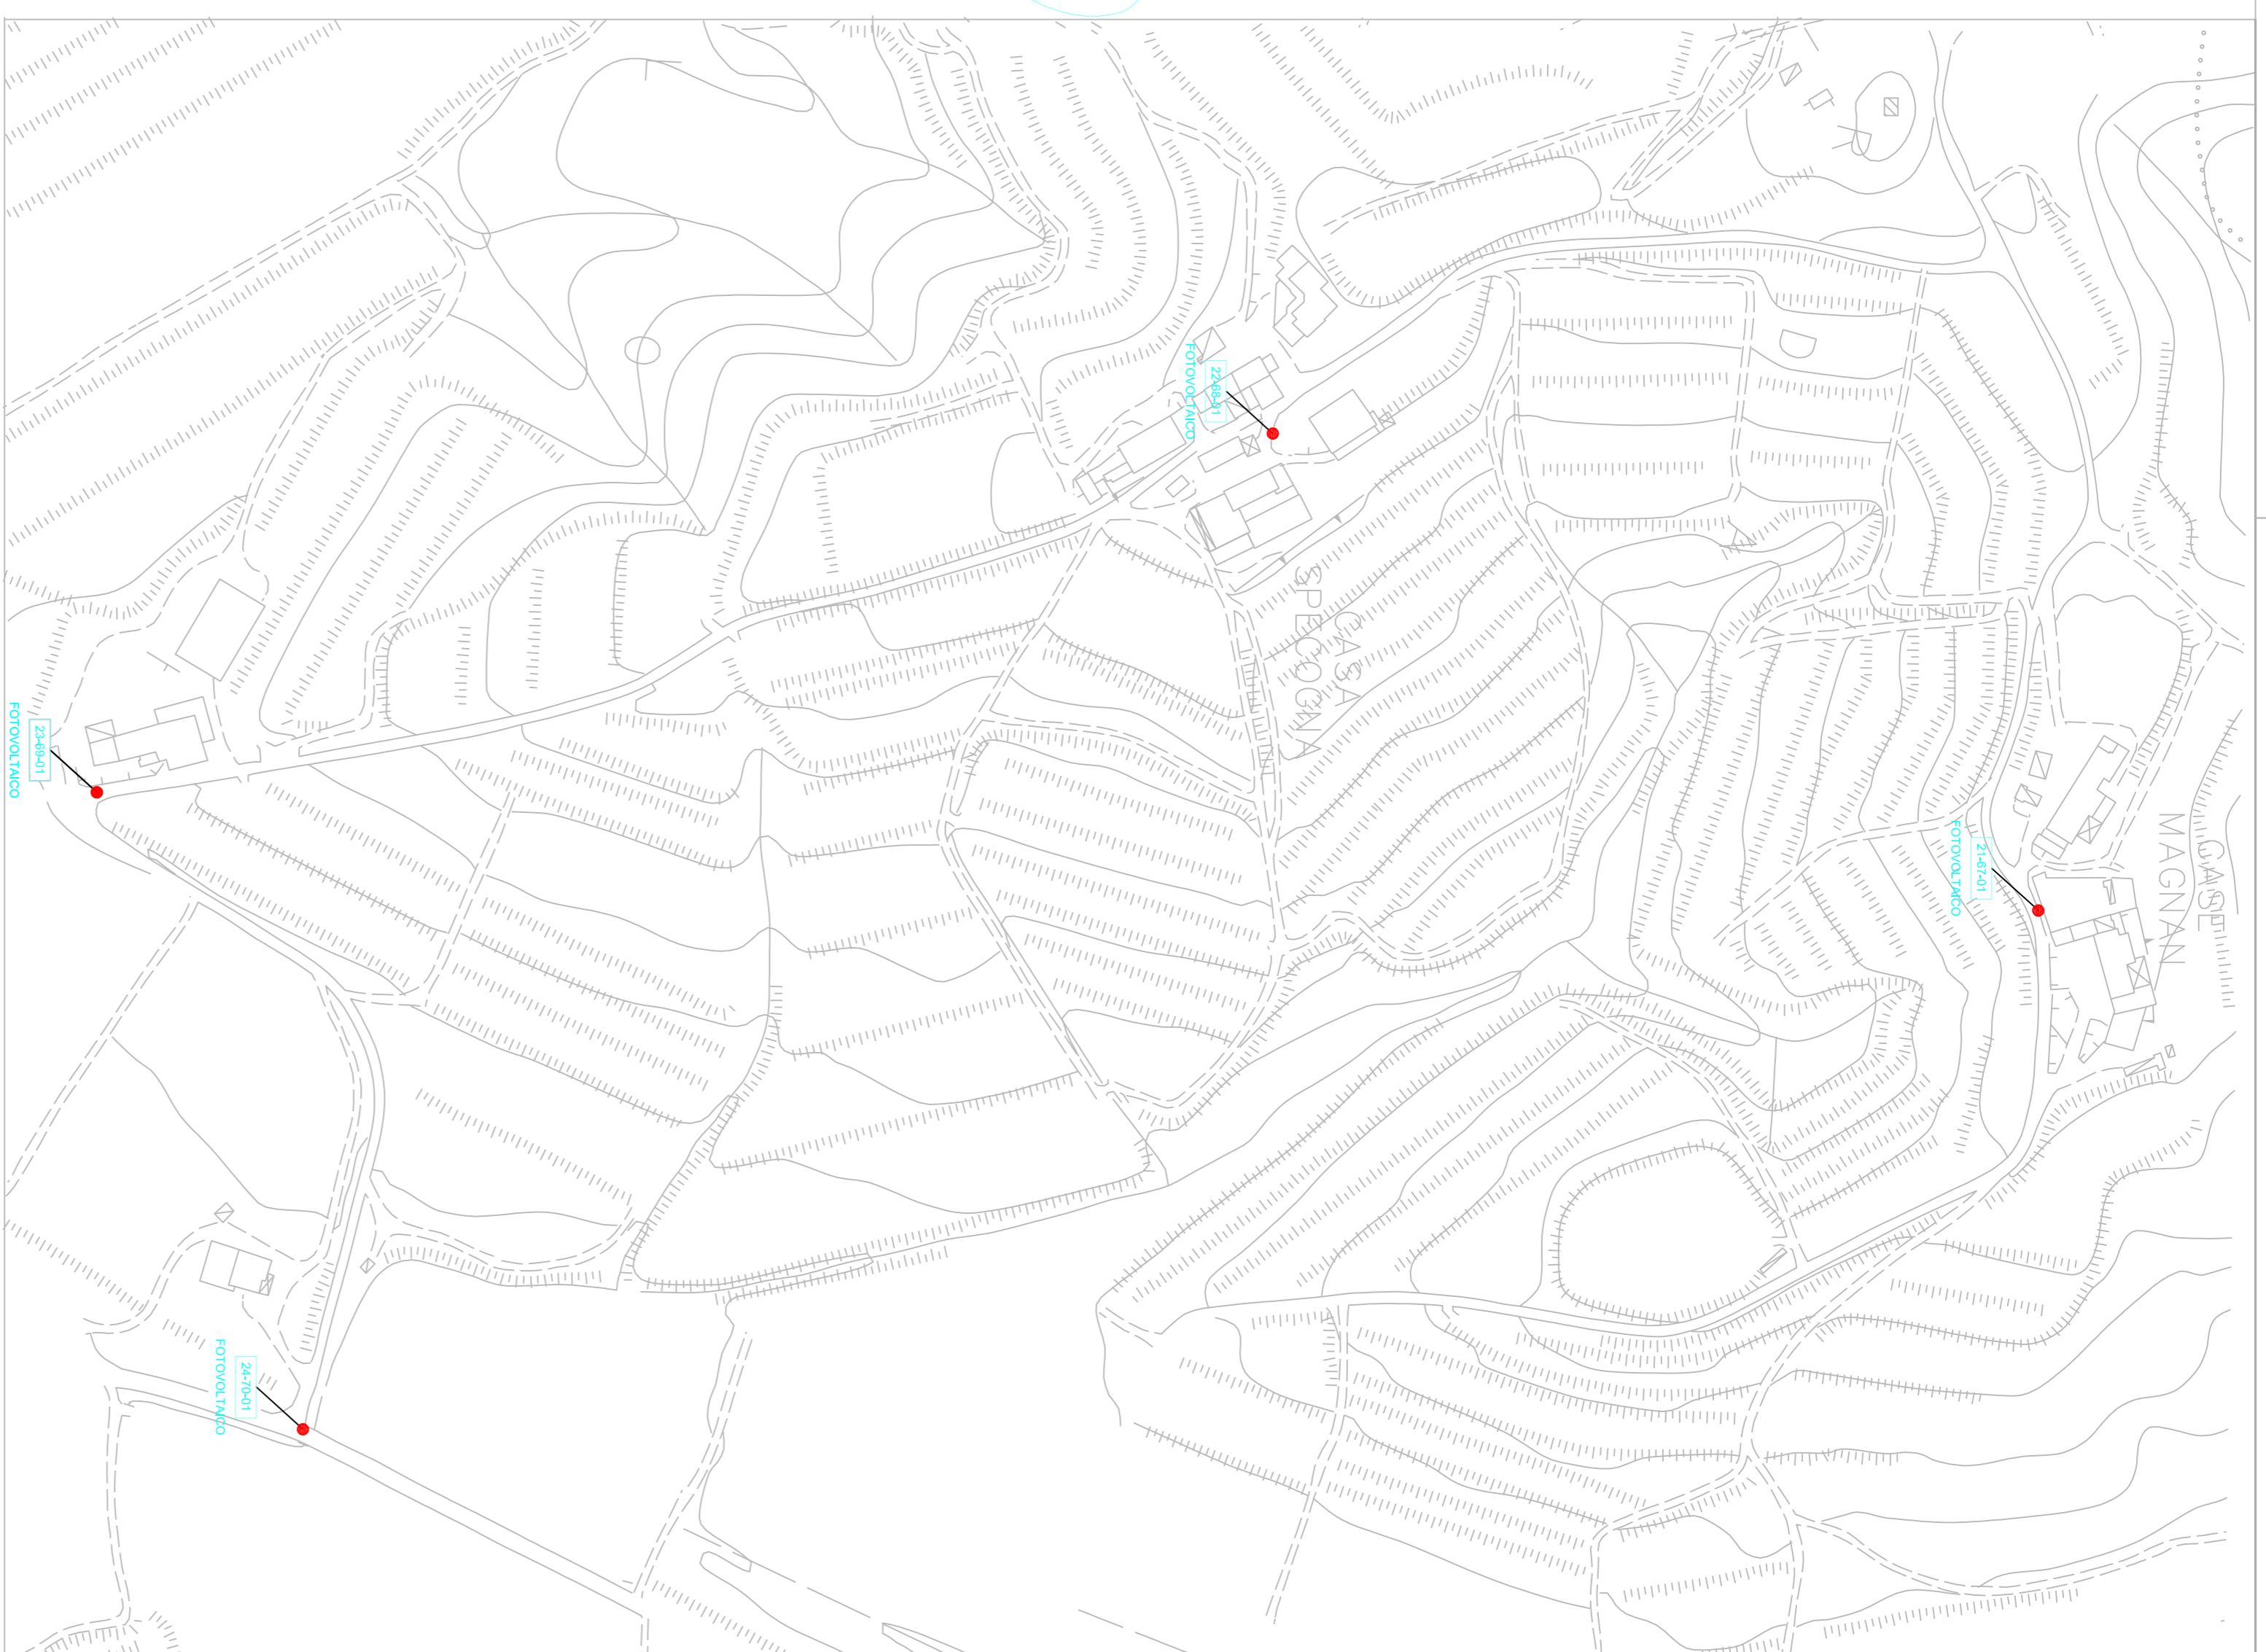 22-68-01
FOTOVOLTAICO
CASA
SPECOGNA
23-69-01
FOTOVOLTAICO
CASE
MAGNAN
21-67-01
FOTOVOLTAICO
24-70-01
FOTOVOLTAICO